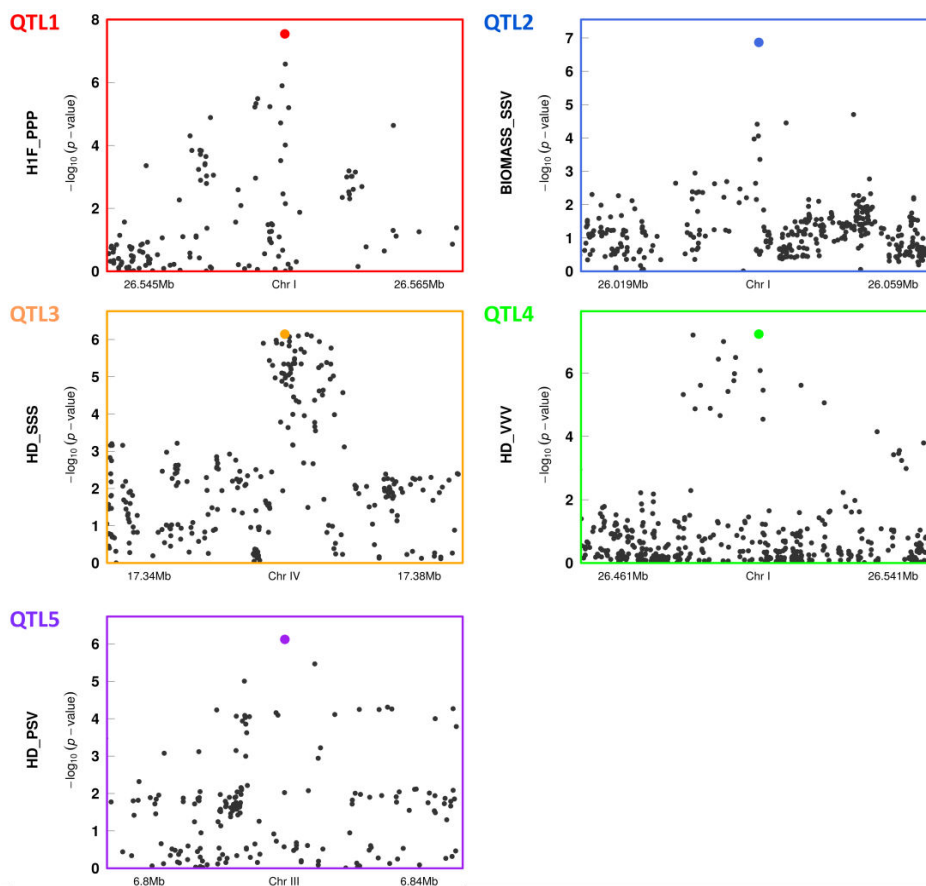 QTL1
H1F_PPP
−log10 (p − value)
8
6
4
2
0
26.545Mb Chr I 26.565Mb
QTL2
BIOMASS_SSV
−log10 (p − value)
7
6
5
4
3
2
1
0
26.019Mb Chr I 26.059Mb
QTL3
HD_SSS
−log10 (p − value)
6
5
4
3
2
1
0
17.34Mb Chr IV 17.38Mb
QTL4
HD_VVV
−log10 (p − value)
6
4
2
0
26.461Mb Chr I 26.541Mb
QTL5
HD_PSV
−log10 (p − value)
6
5
4
3
2
1
0
6.8Mb Chr III 6.84Mb